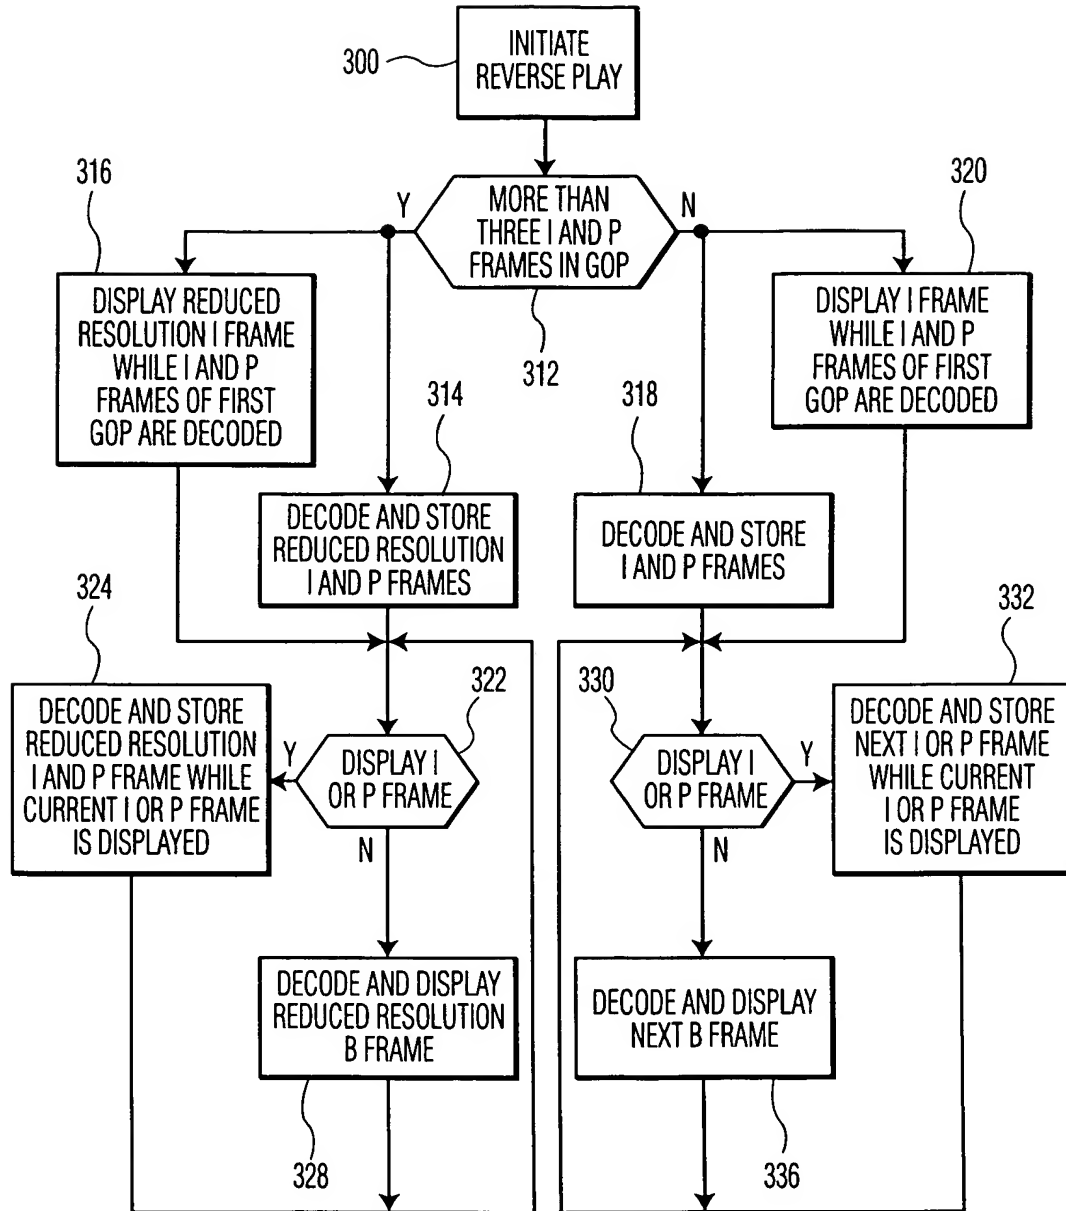 300
INITIATE
REVERSE PLAY
316
Y
MORE THAN
THREE I AND P
FRAMES IN GOP
N
320
312
DISPLAY REDUCED
RESOLUTION I FRAME
WHILE I AND P
FRAMES OF FIRST
GOP ARE DECODED
DISPLAY I FRAME
WHILE I AND P
FRAMES OF FIRST
GOP ARE DECODED
314
318
DECODE AND STORE
REDUCED RESOLUTION
I AND P FRAMES
DECODE AND STORE
I AND P FRAMES
324
322
330
332
DECODE AND STORE
REDUCED RESOLUTION
I AND P FRAME WHILE
CURRENT I OR P FRAME
IS DISPLAYED
Y
DISPLAY I
OR P FRAME
N
DISPLAY I
OR P FRAME
Y
N
DECODE AND STORE
NEXT I OR P FRAME
WHILE CURRENT
I OR P FRAME
IS DISPLAYED
DECODE AND DISPLAY
REDUCED RESOLUTION
B FRAME
DECODE AND DISPLAY
NEXT B FRAME
328
336